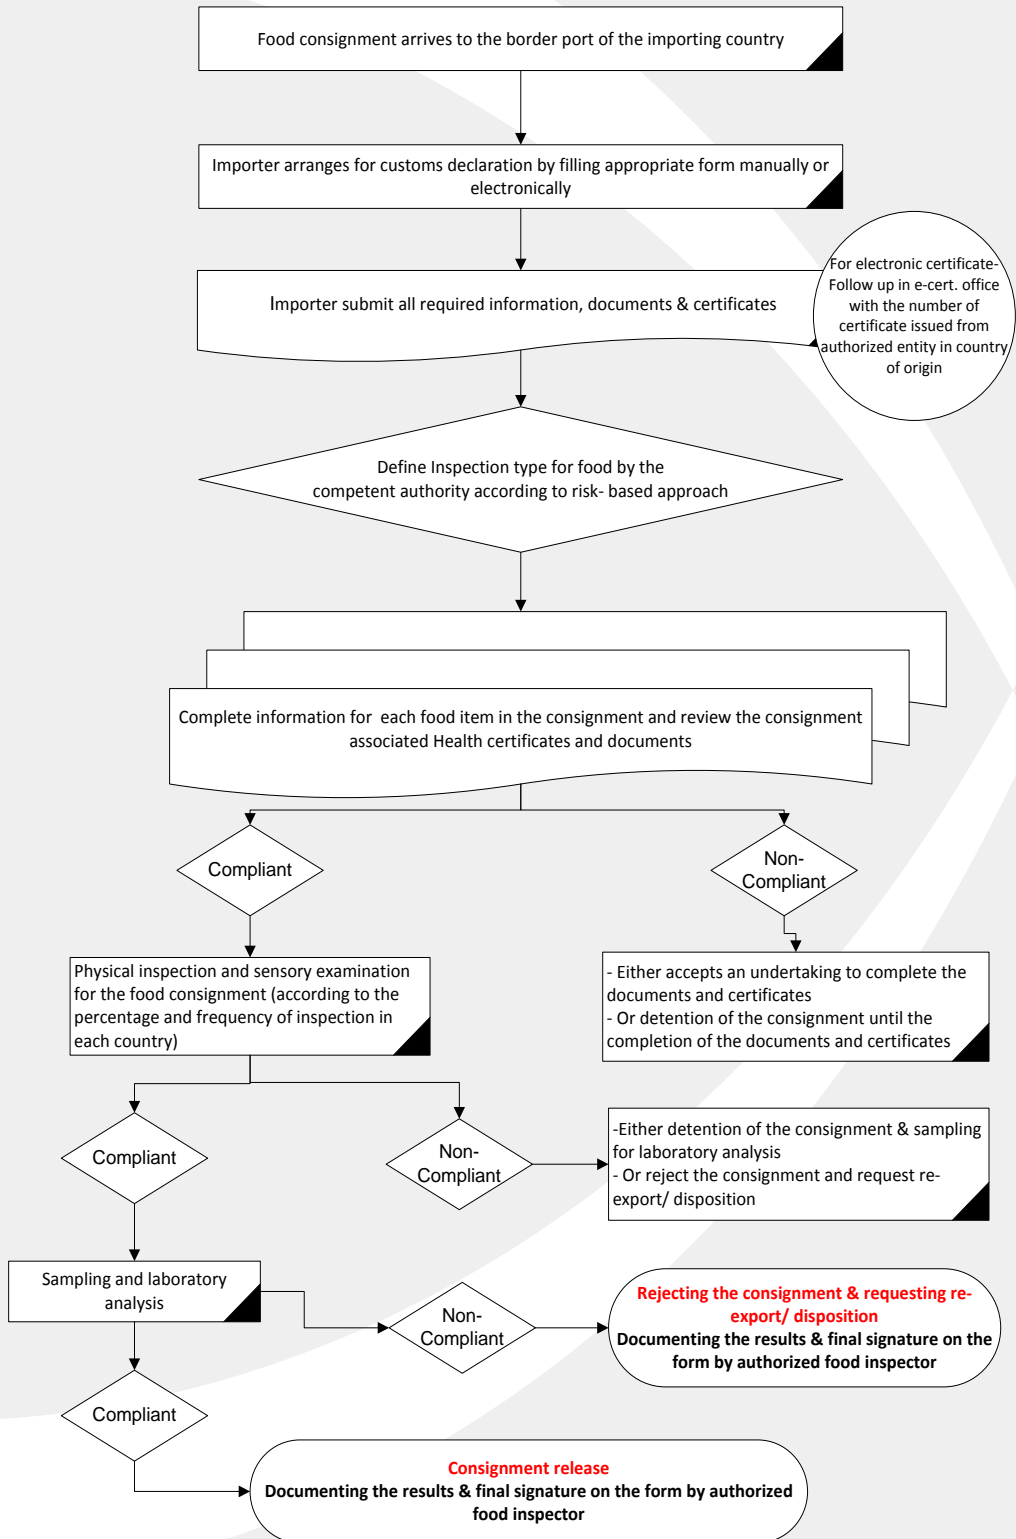 Food consignment arrives to the border port of the importing country
Importer arranges for customs declaration by filling appropriate form manually or
electronically
Importer submit all required information, documents & certificates
For electronic certificate-
Follow up in e-cert. office
with the number of
certificate issued from
authorized entity in country
of origin
Define Inspection type for food by the
competent authority according to risk- based approach
Complete information for  each food item in the consignment and review the consignment
associated Health certificates and documents
Compliant
Non-
Compliant
Physical inspection and sensory examination
for the food consignment (according to the
percentage and frequency of inspection in
each country)
- Either accepts an undertaking to complete the
documents and certificates
- Or detention of the consignment until the
completion of the documents and certificates
Compliant
Non-
Compliant
-Either detention of the consignment & sampling
for laboratory analysis
- Or reject the consignment and request re-
export/ disposition
Sampling and laboratory
analysis
Non-
Compliant
Rejecting the consignment & requesting re-
export/ disposition
Documenting the results & final signature on the
form by authorized food inspector
Compliant
Consignment release
Documenting the results & final signature on the form by authorized
food inspector